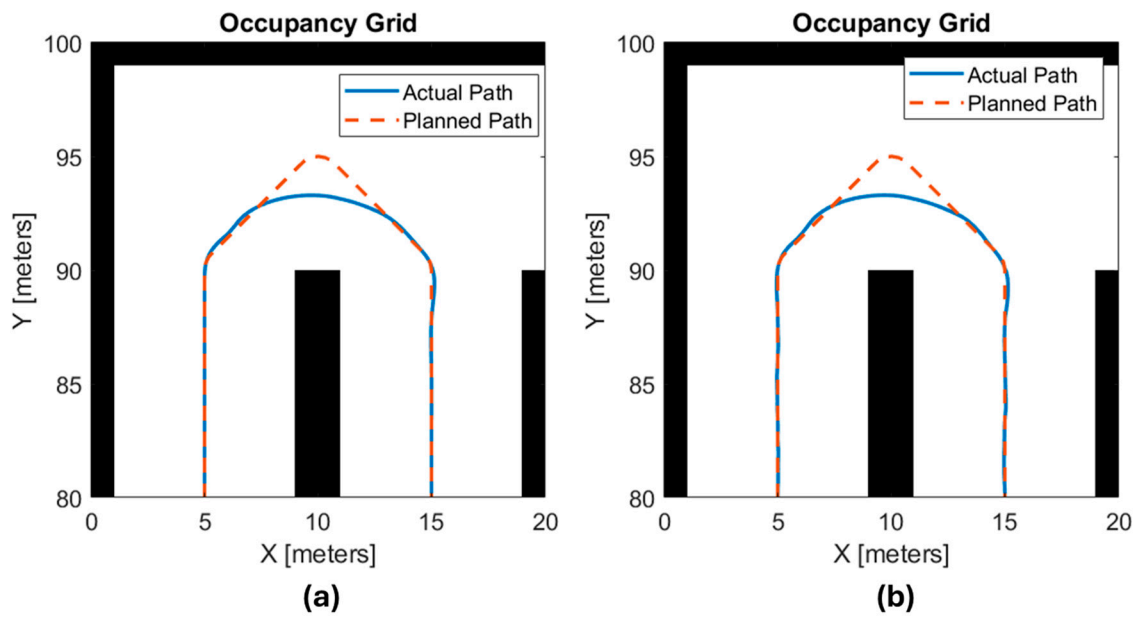 Occupancy Grid
100
95
90
85
80
Y [meters]
Actual Path
Planned Path
0 5 10 15 20
X [meters]
(a)
Occupancy Grid
100
95
90
85
80
Y [meters]
Actual Path
Planned Path
0 5 10 15 20
X [meters]
(b)